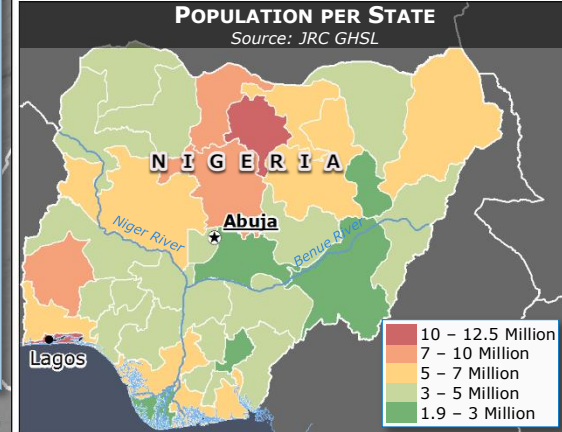 POPULATION PER STATE
Source: JRC GHSL
NIGERIA
Abuja
Niger River
Benue River
Lagos
10 – 12.5 Million
7 – 10 Million
5 – 7 Million
3 – 5 Million
1.9 – 3 Million